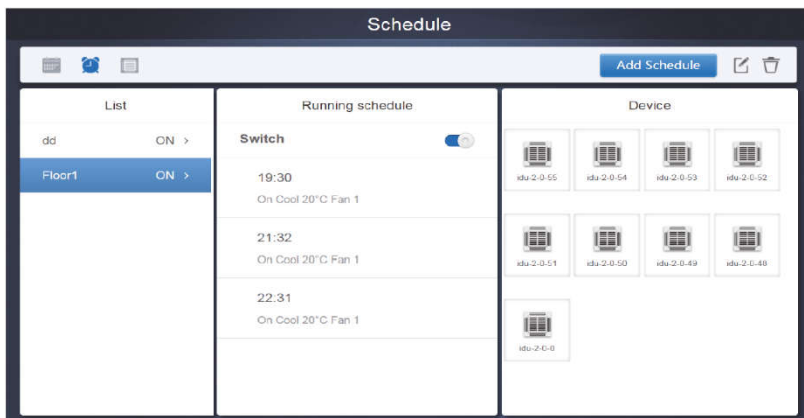 Schedule
Add Schedule
List
Running schedule
Device
dd ON >
Floor1 ON >
Switch
19:30
On Cool 20°C Fan 1
21:32
On Cool 20°C Fan 1
22:31
On Cool 20°C Fan 1
idu-2-0-55 idu-2-0-54 idu-2-0-53 idu-2-0-52
idu-2-0-51 idu-2-0-50 idu-2-0-49 idu-2-0-48
idu-2-0-0